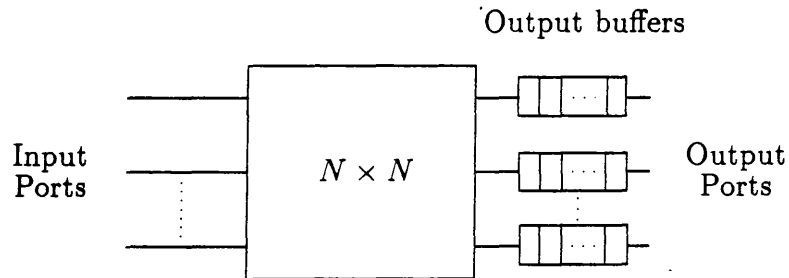 Output buffers
Input
Ports
N × N
Output
Ports